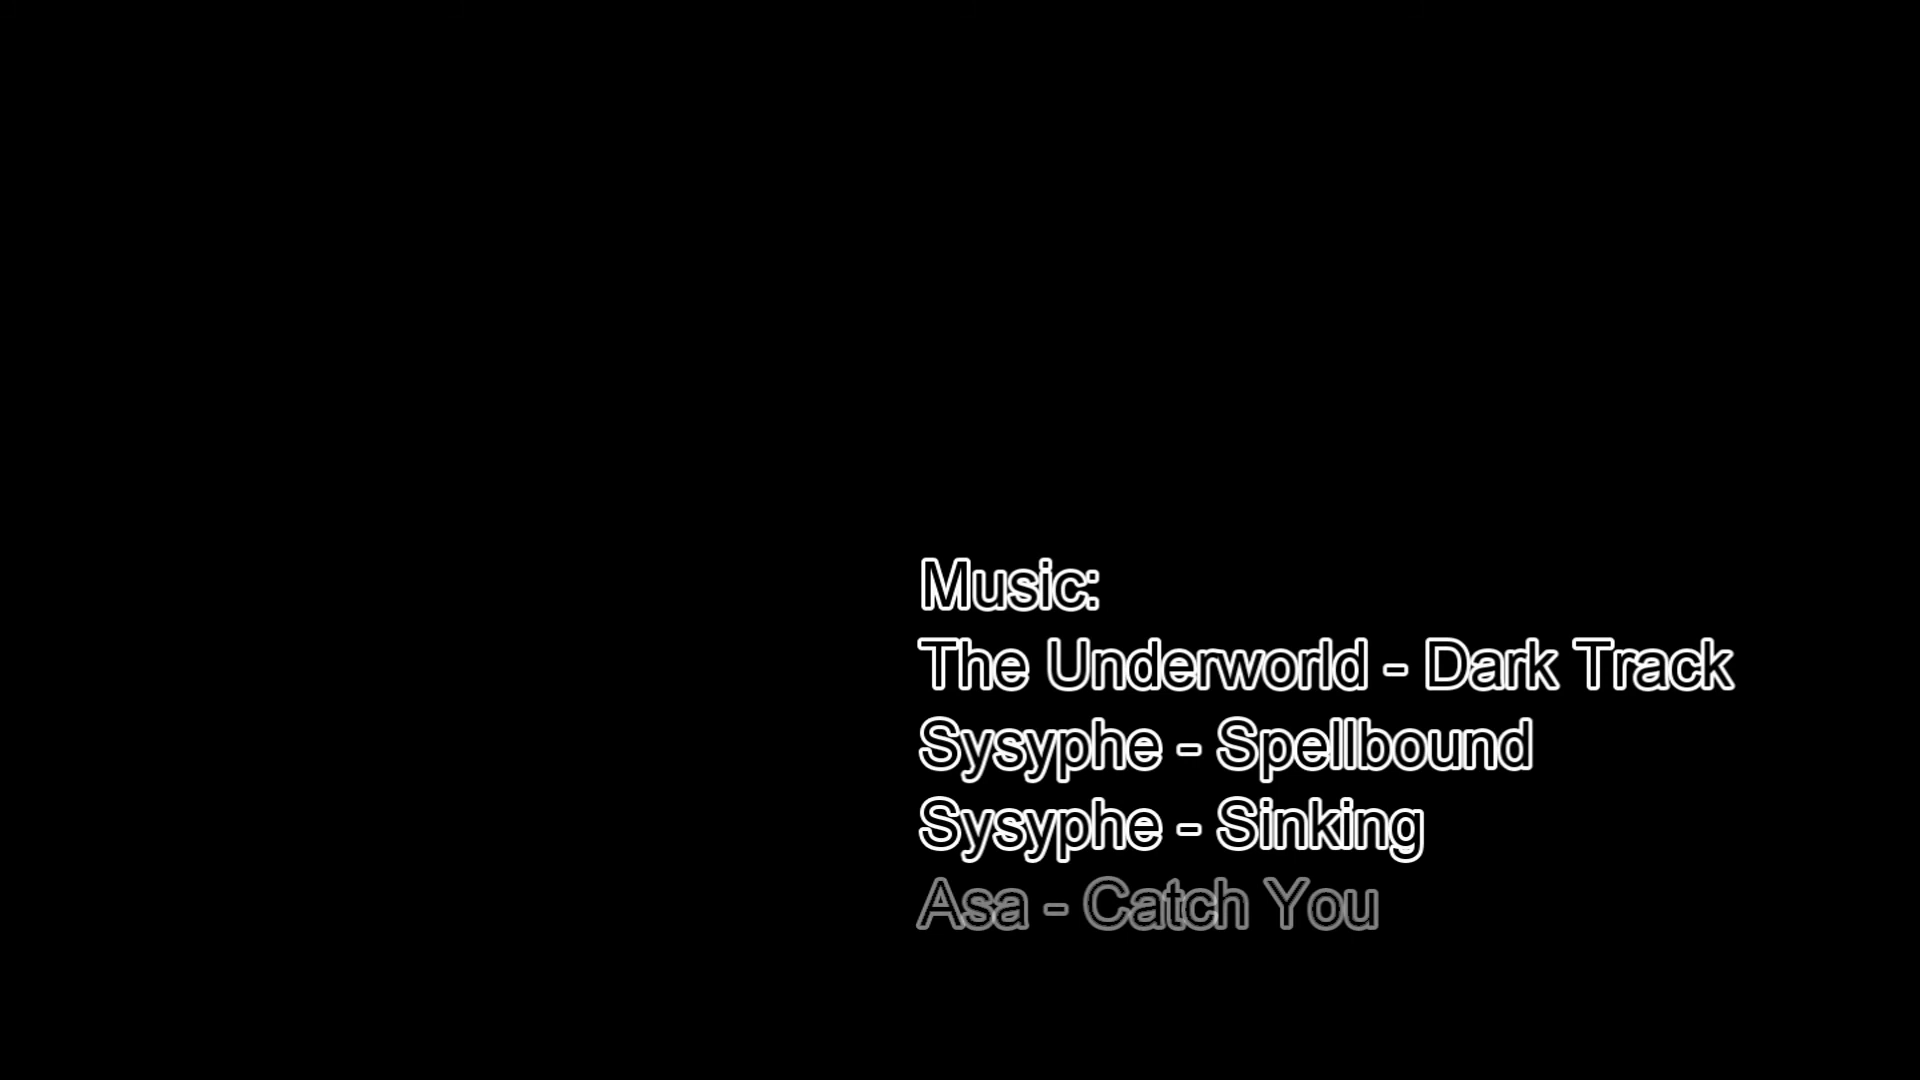 Music:
The Underworld - Dark Track
Sysyphe - Spellbound
Sysyphe - Sinking
Asa - Catch You